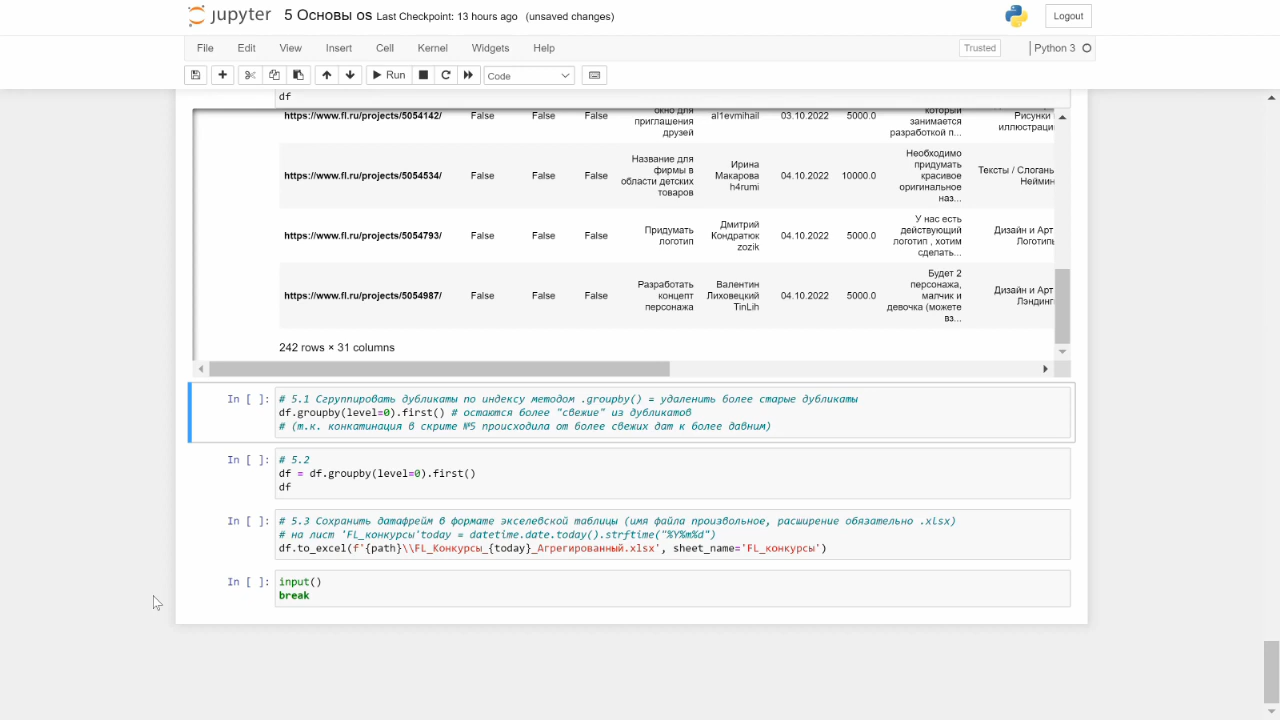 jupyter 5 Основы os Last Checkpoint: 13 hours ago (unsaved changes) Logout
File Edit View Insert Cell Kernel Widgets Help Trusted Python 3
Run Code
df
https://www.fl.ru/projects/5054142/ False False False окно для приглашения друзей al1evmihail 03.10.2022 5000.0 который занимается разработкой п... Рисунки иллюстраци
https://www.fl.ru/projects/5054534/ False False False Название для фирмы в области детских товаров Ирина Макарова h4rumi 04.10.2022 10000.0 Необходимо придумать красивое оригинальное наз... Тексты / Слоганы Неймин
https://www.fl.ru/projects/5054793/ False False False Придумать логотип Дмитрий Кондратюк zozik 04.10.2022 5000.0 У нас есть действующий логотип , хотим сделать... Дизайн и Арт Логотипы
https://www.fl.ru/projects/5054987/ False False False Разработать концепт персонажа Валентин Лиховецкий TinLih 04.10.2022 5000.0 Будет 2 персонажа, мальчик и девочка (можете вз... Дизайн и Арт Лэндинг
242 rows × 31 columns
In [ ]: # 5.1 Сгруппировать дубликаты по индексу методом .groupby() = удаленить более старые дубликаты
df.groupby(level=0).first() # остаются более "свежие" из дубликатов
# (т.к. конкатинация в скрите №5 происходила от более свежих дат к более давним)
In [ ]: # 5.2
df = df.groupby(level=0).first()
df
In [ ]: # 5.3 Сохранить датафрейм в формате экселевской таблицы (имя файла произвольное, расширение обязательно .xlsx)
# на лист 'FL_конкурсы'today = datetime.date.today().strftime("%Y%m%d")
df.to_excel(f'{path}\\FL_Конкурсы_{today}_Агрегированный.xlsx', sheet_name='FL_конкурсы')
In [ ]: input()
break